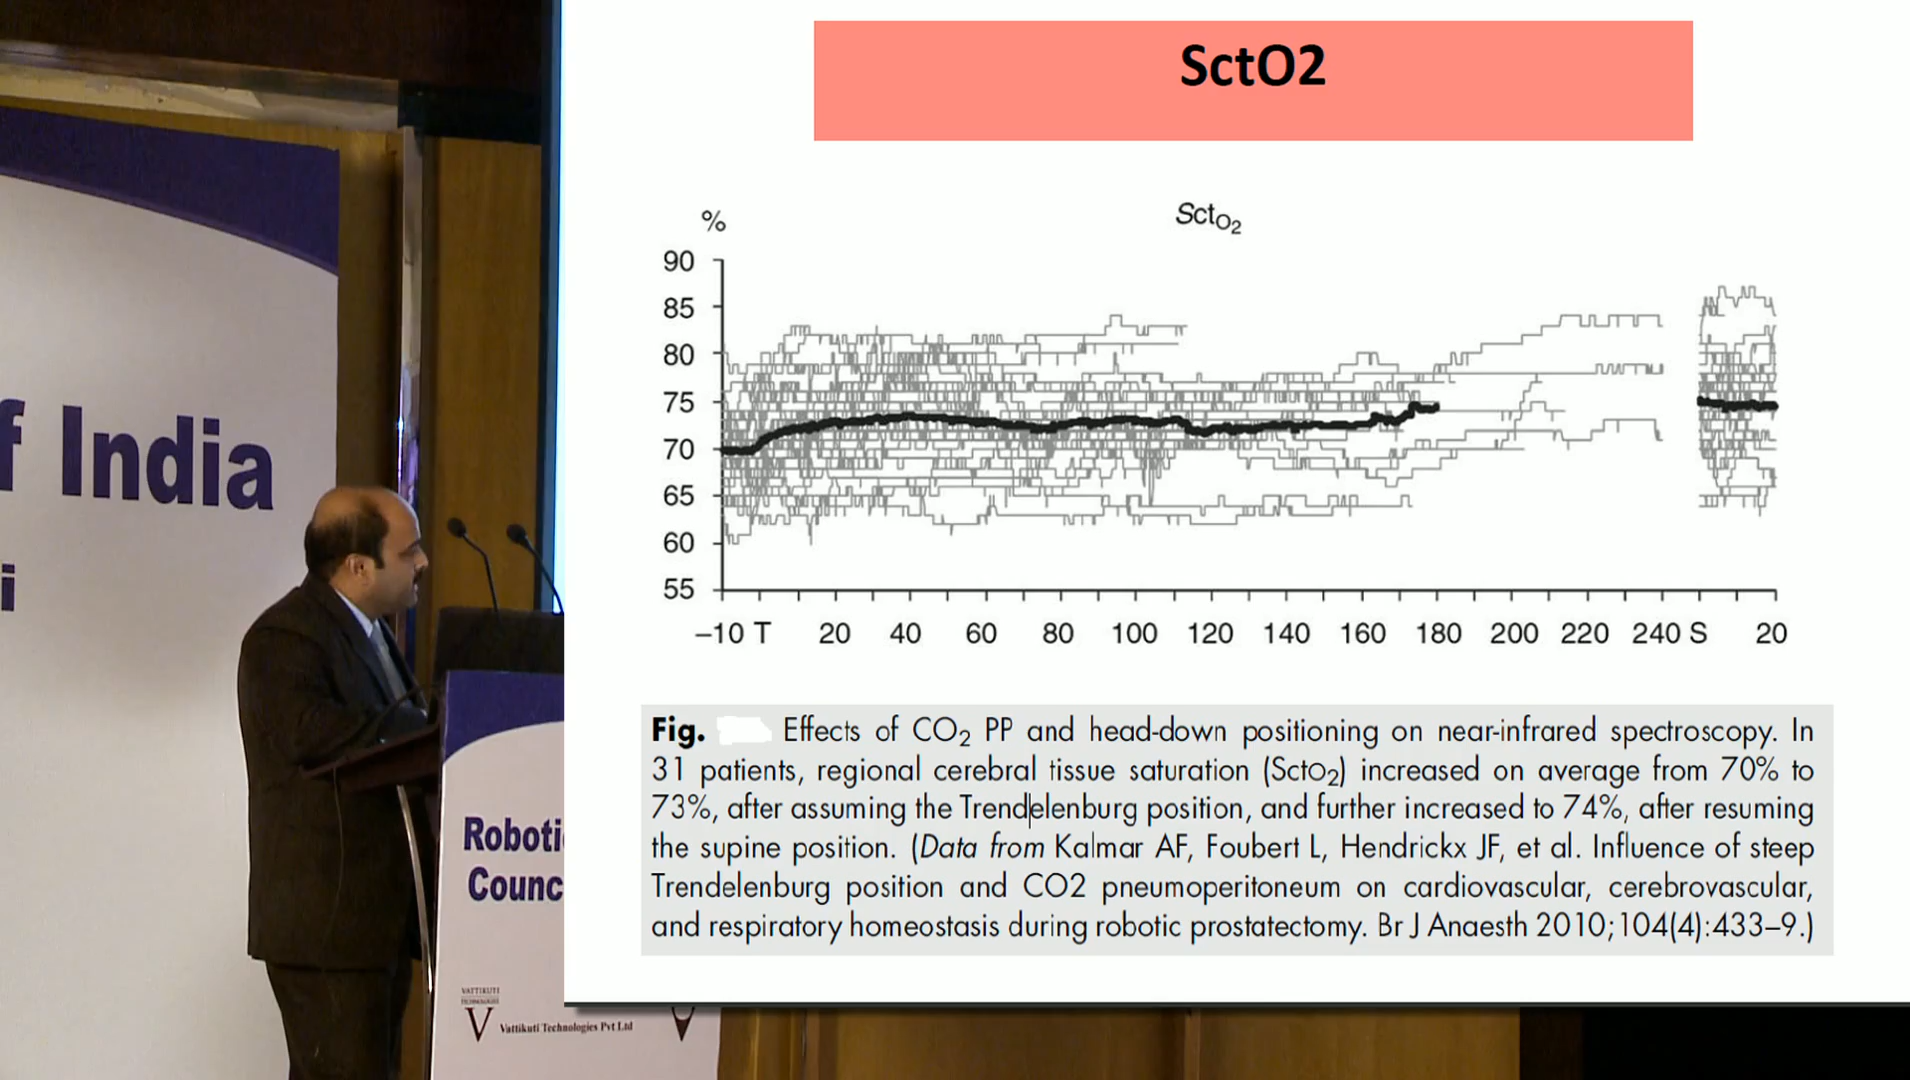 SctO2
% SctO2
90
85
80
75
70
65
60
55
–10 T 20 40 60 80 100 120 140 160 180 200 220 240 S 20
Fig. Effects of CO2 PP and head-down positioning on near-infrared spectroscopy. In
31 patients, regional cerebral tissue saturation (SctO2) increased on average from 70% to
73%, after assuming the Trendelenburg position, and further increased to 74%, after resuming
the supine position. (Data from Kalmar AF, Foubert L, Hendrickx JF, et al. Influence of steep
Trendelenburg position and CO2 pneumoperitoneum on cardiovascular, cerebrovascular,
and respiratory homeostasis during robotic prostatectomy. Br J Anaesth 2010;104(4):433–9.)
f India
i
Roboti
Counc
VATTIKUTI
TECHNOLOGIES
V Vattikuti Technologies Pvt Ltd